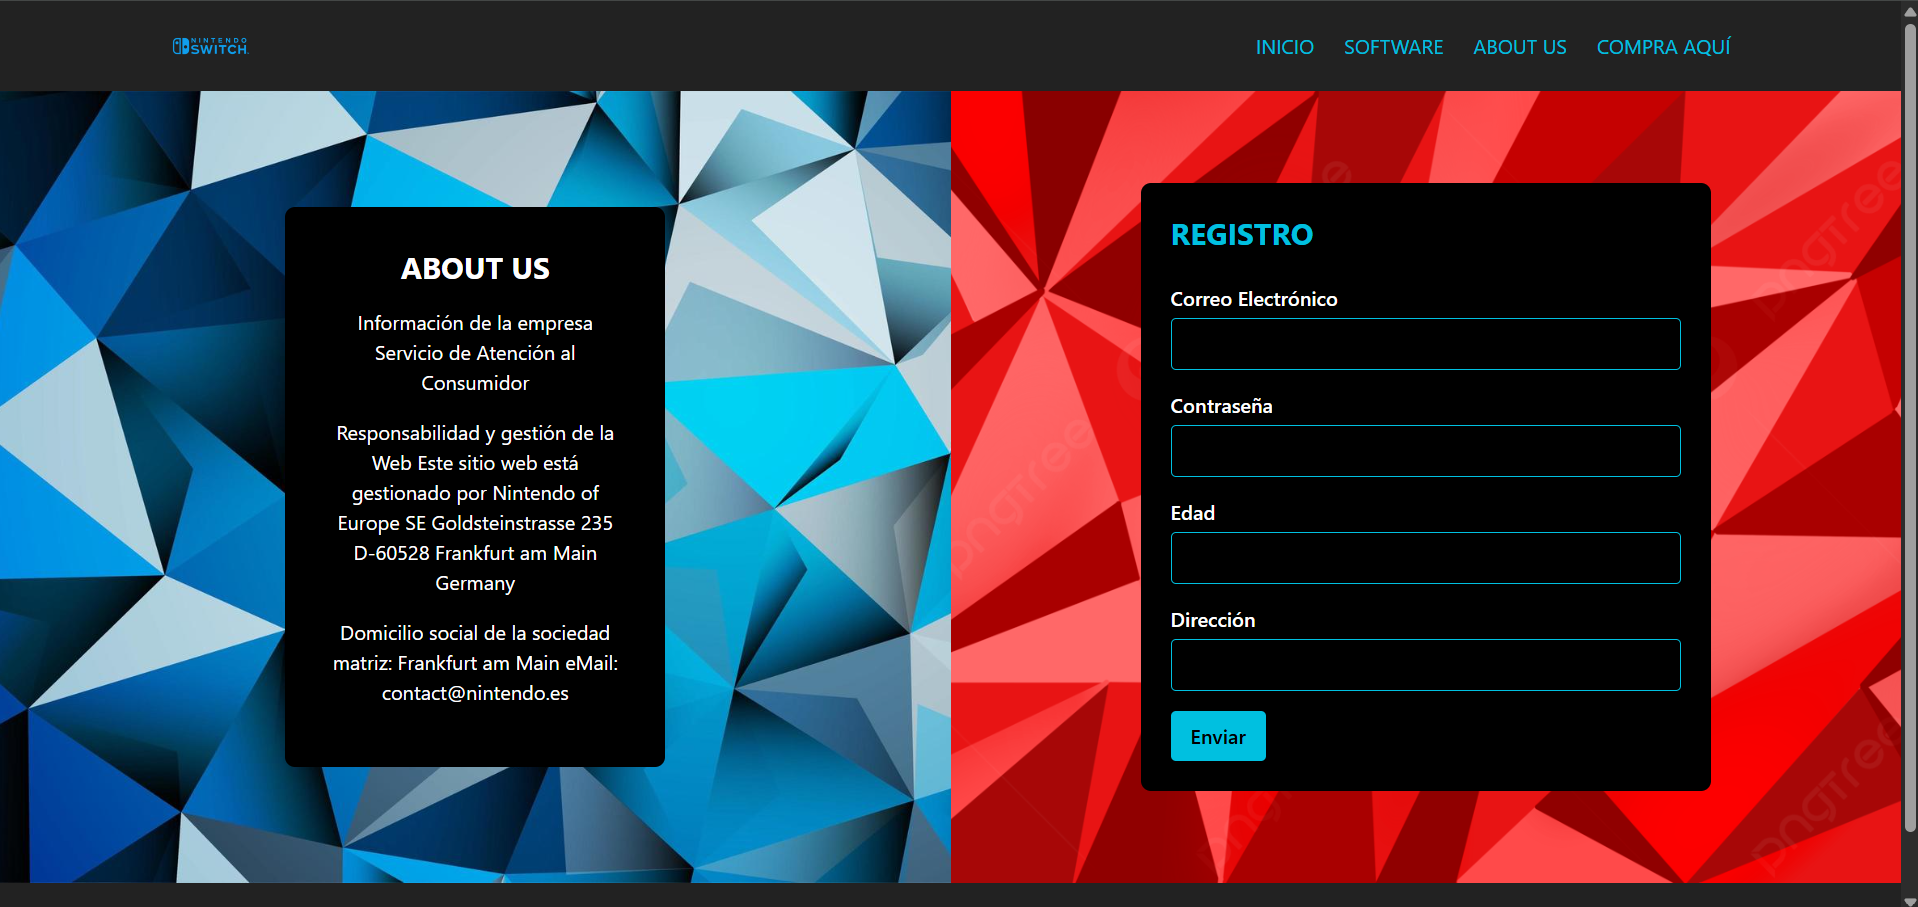 NINTENDO
SWITCH
INICIO
SOFTWARE
ABOUT US
COMPRA AQUÍ
ABOUT US
Información de la empresa
Servicio de Atención al
Consumidor
Responsabilidad y gestión de la
Web Este sitio web está
gestionado por Nintendo of
Europe SE Goldsteinstrasse 235
D-60528 Frankfurt am Main
Germany
Domicilio social de la sociedad
matriz: Frankfurt am Main eMail:
contact@nintendo.es
REGISTRO
Correo Electrónico
Contraseña
Edad
Dirección
Enviar
pngtree
pngtree
pngtree